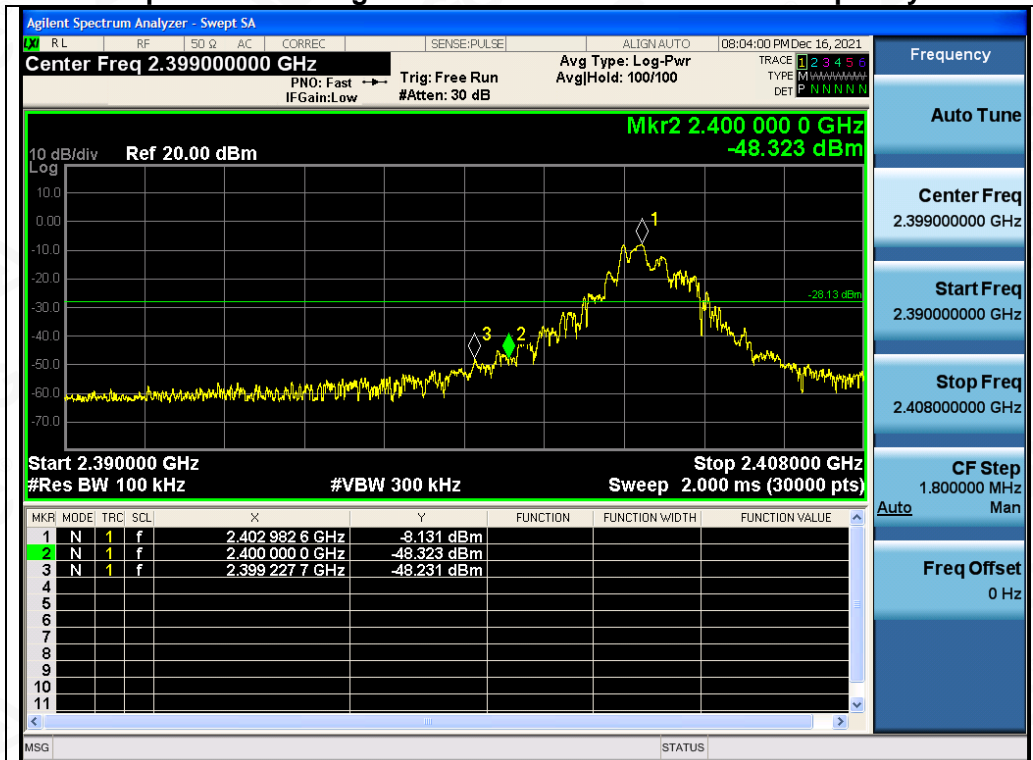 Agilent Spectrum Analyzer - Swept SA
LXI RL RF 50 Ω AC CORREC SENSE:PULSE ALIGN AUTO 08:04:00 PM Dec 16, 2021
Center Freq 2.399000000 GHz
PNO: Fast
IFGain:Low
Trig: Free Run
#Atten: 30 dB
Avg Type: Log-Pwr
Avg|Hold: 100/100
TRACE 1 2 3 4 5 6
TYPE M WWWWW
DET P N N N N N
Mkr2 2.400 000 0 GHz
-48.323 dBm
10 dB/div Ref 20.00 dBm
Log
10.0
0.00
-10.0
-20.0
-30.0
-40.0
-50.0
-60.0
-70.0
1
-28.13 dBm
3 2
Start 2.390000 GHz Stop 2.408000 GHz
#Res BW 100 kHz #VBW 300 kHz Sweep 2.000 ms (30000 pts)
MKR MODE TRC SCL X Y FUNCTION FUNCTION WIDTH FUNCTION VALUE
1 N 1 f 2.402 982 6 GHz -8.131 dBm
2 N 1 f 2.400 000 0 GHz -48.323 dBm
3 N 1 f 2.399 227 7 GHz -48.231 dBm
4
5
6
7
8
9
10
11
MSG STATUS
Frequency
Auto Tune
Center Freq
2.399000000 GHz
Start Freq
2.390000000 GHz
Stop Freq
2.408000000 GHz
CF Step
1.800000 MHz
Auto Man
Freq Offset
0 Hz